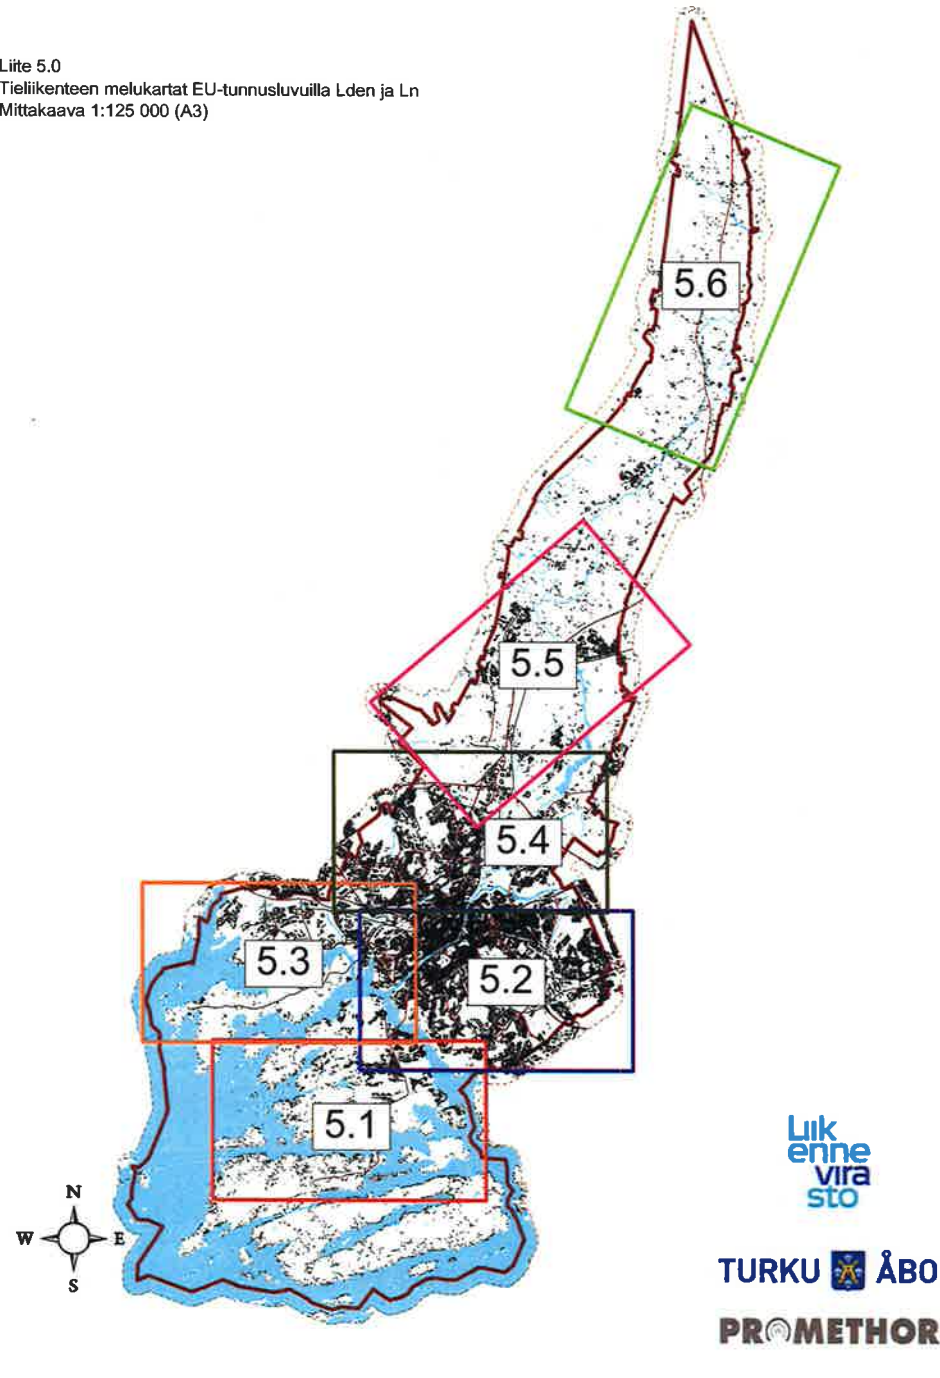 Liite 5.0
Tieliikenteen melukartat EU-tunnusluvuilla Lden ja Ln
Mittakaava 1:125 000 (A3)
5.6
5.5
5.4
5.3
5.2
5.1
N
W E
S
Liik
enne
vira
sto
TURKU ÅBO
PROMETHOR